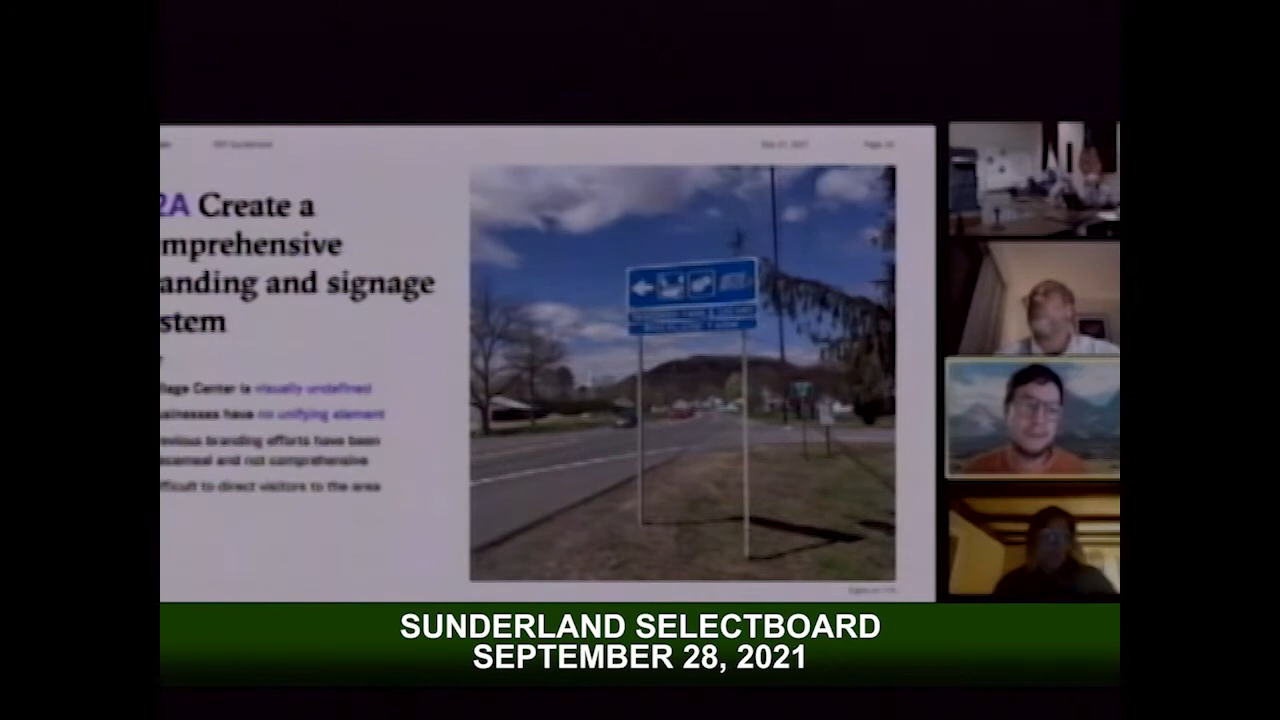 2A Create a
mprehensive
anding and signage
stem
llage Center is visually undefined
usinesses have no unifying element
evious branding efforts have been
ecemeal and not comprehensive
fficult to direct visitors to the area
SUNDERLAND SELECTBOARD
SEPTEMBER 28, 2021